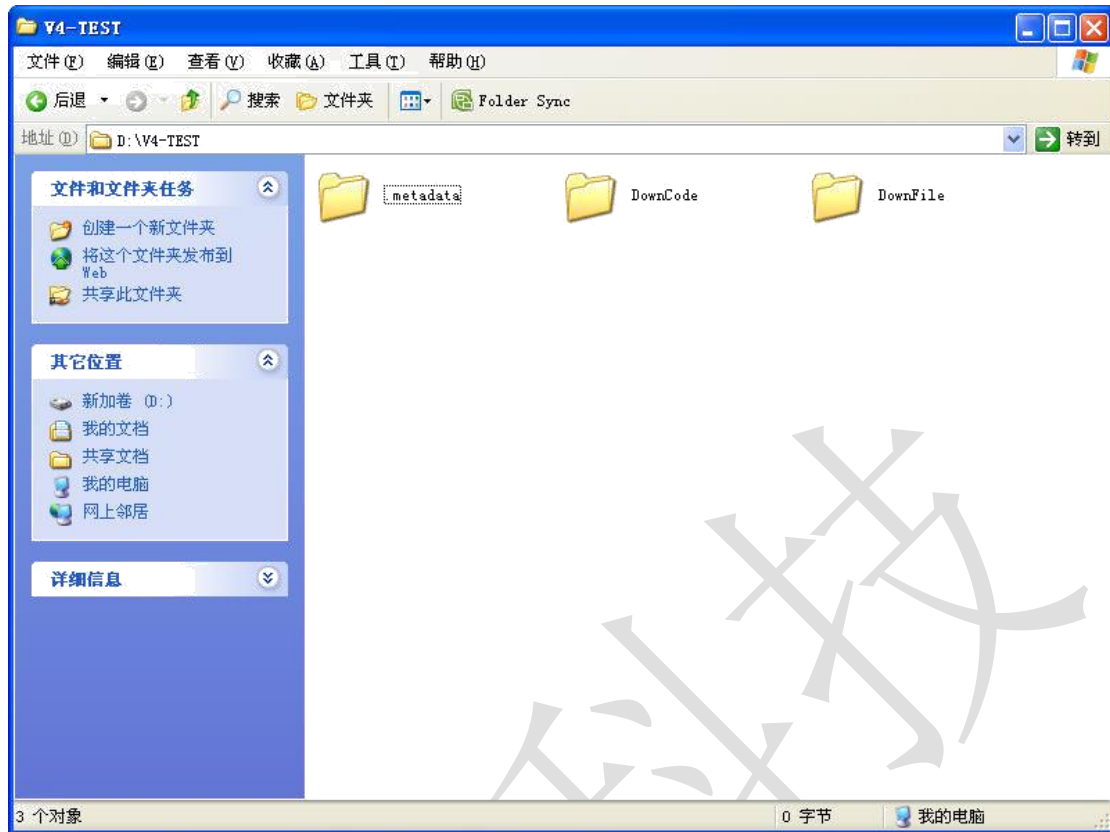 V4-TEST
文件(F) 编辑(E) 查看(V) 收藏(A) 工具(T) 帮助(H)
后退 搜索 文件夹 Folder Sync
地址(D) D:\V4-TEST 转到
文件和文件夹任务
创建一个新文件夹
将这个文件夹发布到
Web
共享此文件夹
其它位置
新加卷 (D:)
我的文档
共享文档
我的电脑
网上邻居
详细信息
.metadata DownCode DownFile
科技
3 个对象 0 字节 我的电脑